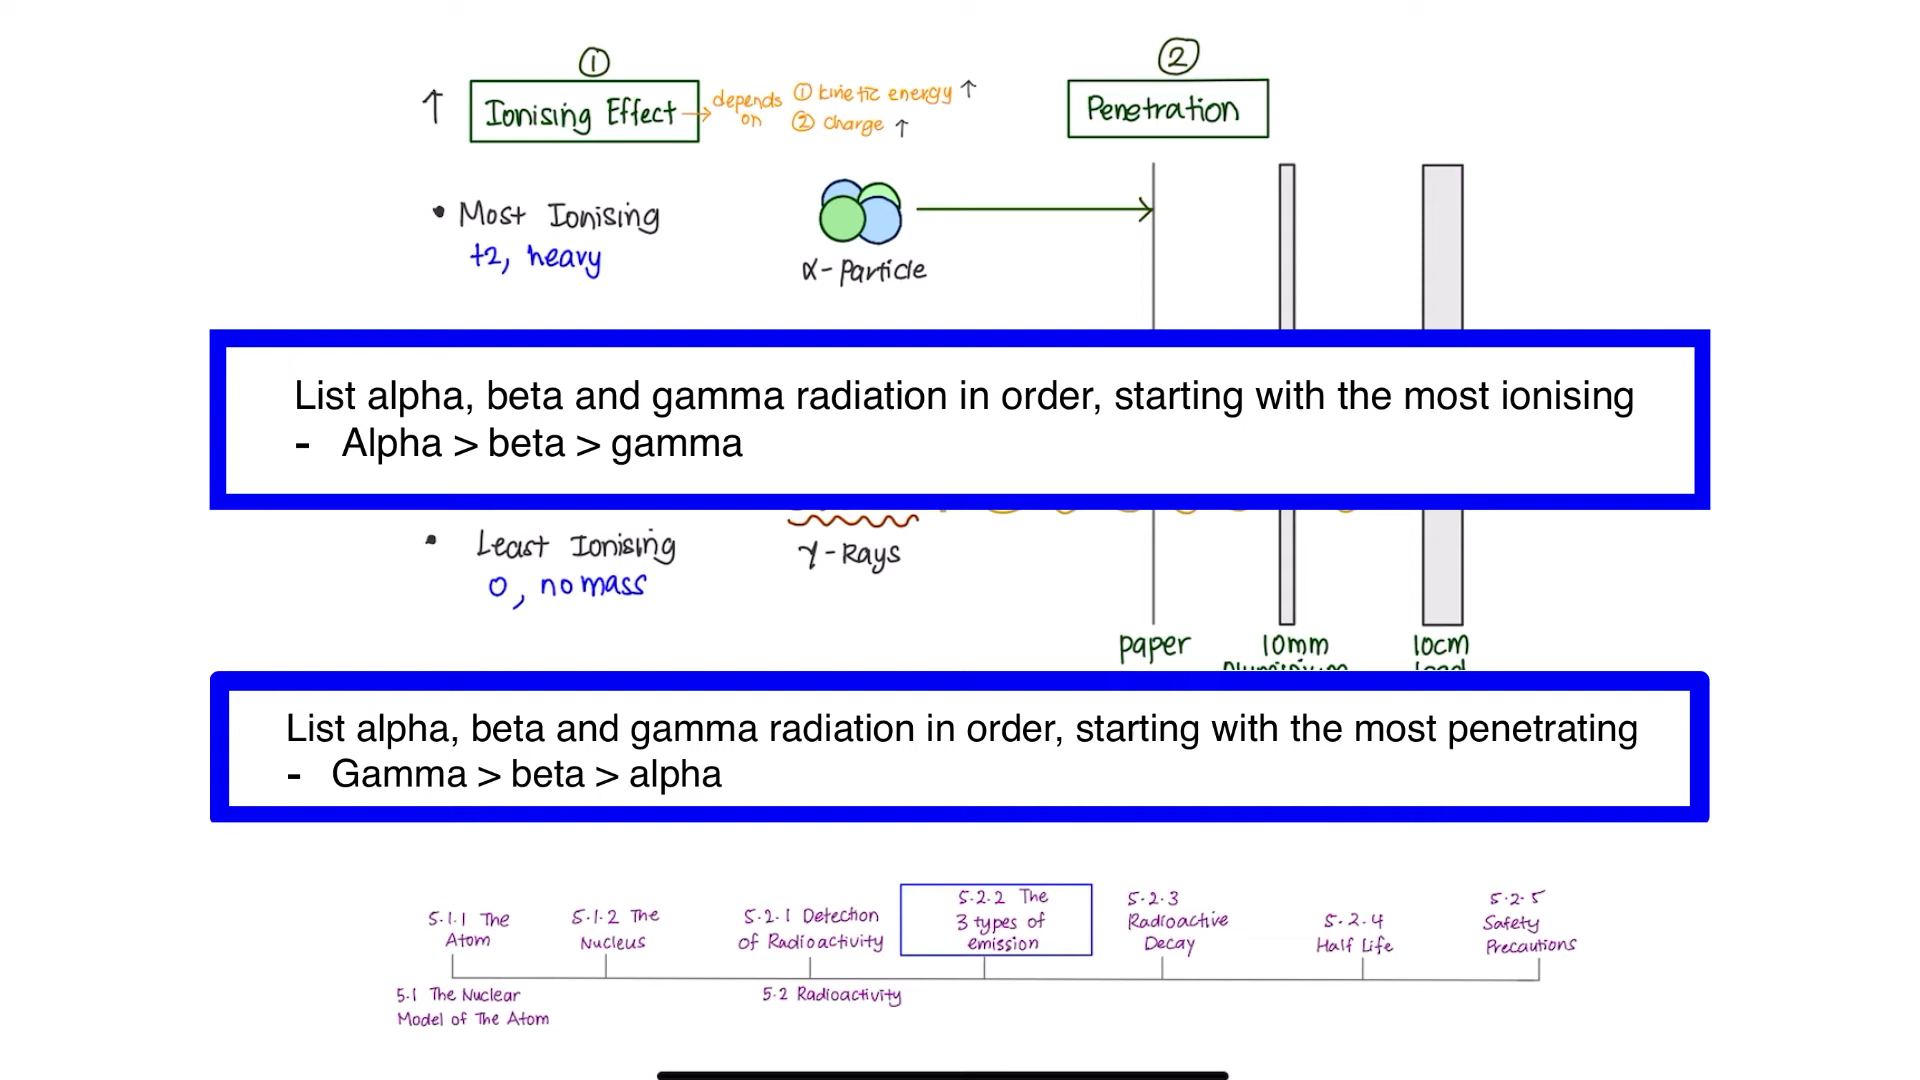 ①
②
↑ Ionising Effect → depends on ① kinetic energy ↑
② charge ↑
Penetration
• Most Ionising
+2, heavy
α-Particle
List alpha, beta and gamma radiation in order, starting with the most ionising
- Alpha > beta > gamma
• Least Ionising
0, no mass
γ-Rays
paper
10mm
10cm
List alpha, beta and gamma radiation in order, starting with the most penetrating
- Gamma > beta > alpha
5.1.1 The
Atom
5.1.2 The
Nucleus
5.2.1 Detection
of Radioactivity
5.2.2 The
3 types of
emission
5.2.3
Radioactive
Decay
5.2.4
Half Life
5.2.5
Safety
Precautions
5.1 The Nuclear
Model of The Atom
5.2 Radioactivity